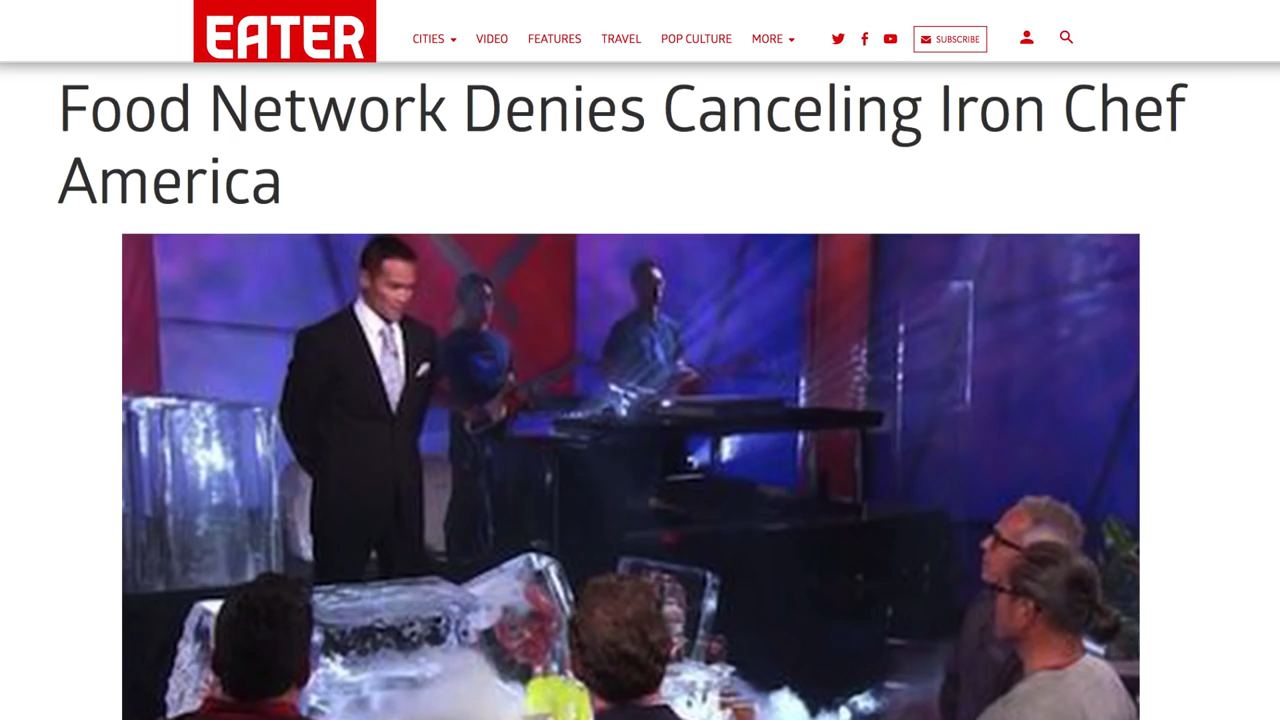 EATER
CITIES VIDEO FEATURES TRAVEL POP CULTURE MORE SUBSCRIBE
Food Network Denies Canceling Iron Chef
America